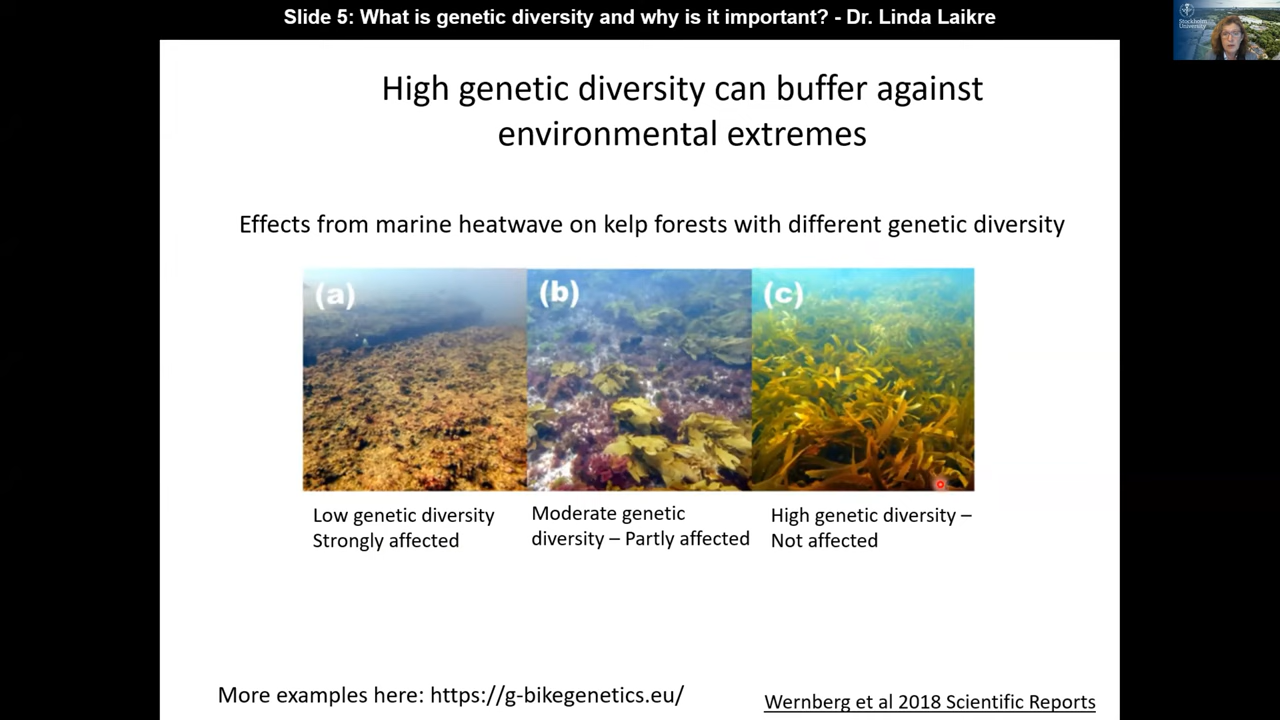 Slide 5: What is genetic diversity and why is it important? - Dr. Linda Laikre
Stockholm
University
High genetic diversity can buffer against
environmental extremes
Effects from marine heatwave on kelp forests with different genetic diversity
(a)
(b)
(c)
Low genetic diversity
Strongly affected
Moderate genetic
diversity – Partly affected
High genetic diversity –
Not affected
More examples here: https://g-bikegenetics.eu/
Wernberg et al 2018 Scientific Reports